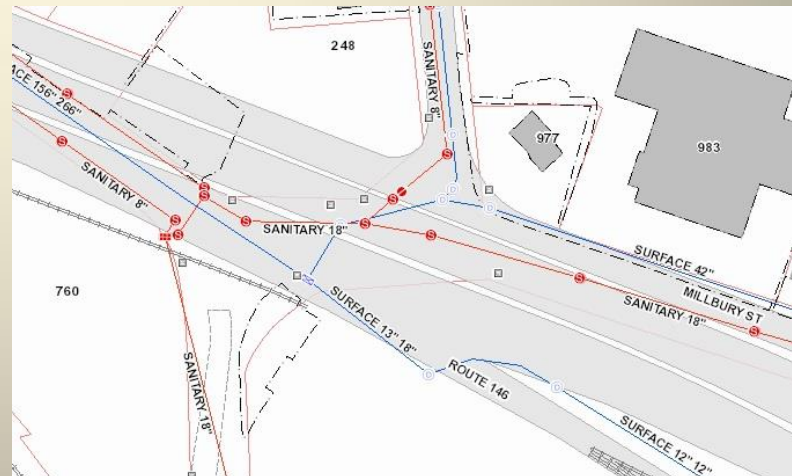 248
SANITARY 8"
977
983
ACE 156" 266"
SANITARY 8"
SANITARY 18"
SURFACE 42"
MILLBURY ST
SANITARY 18"
760
SURFACE 13" 18"
ROUTE 146
SANITARY 18"
SURFACE 12" 12"